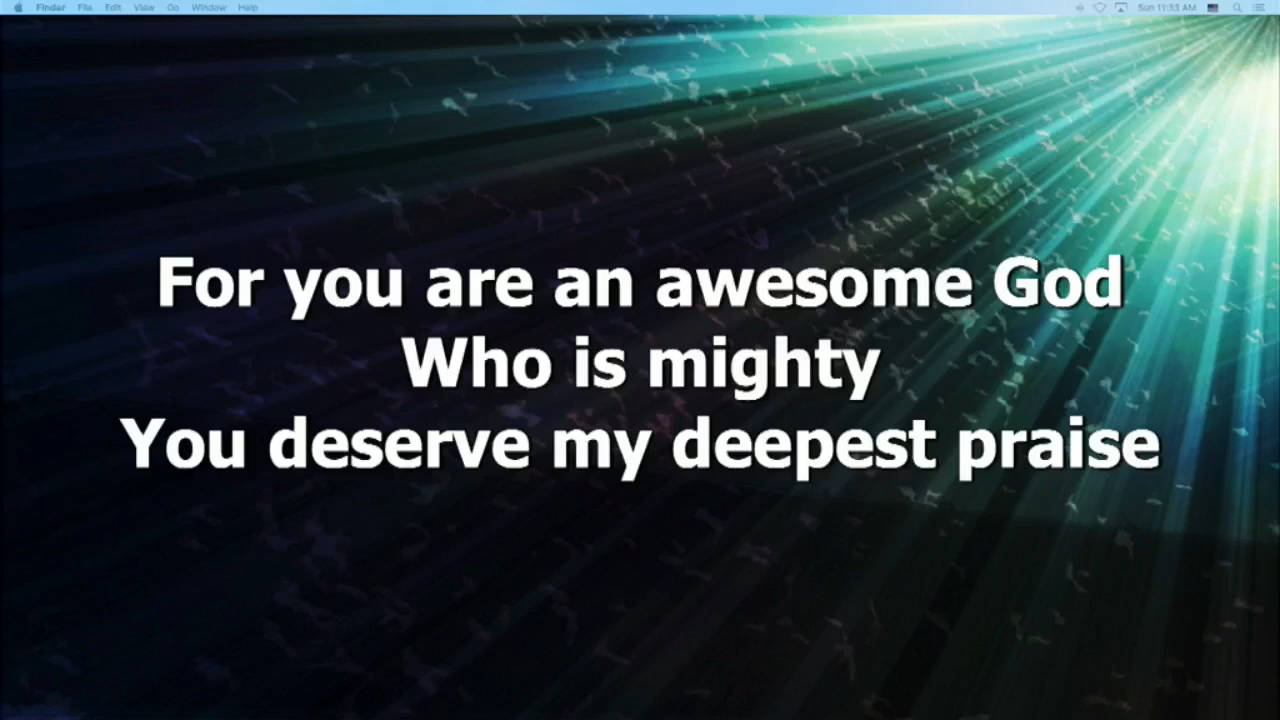 Finder File Edit View Go Window Help Sun 11:33 AM
For you are an awesome God
Who is mighty
You deserve my deepest praise